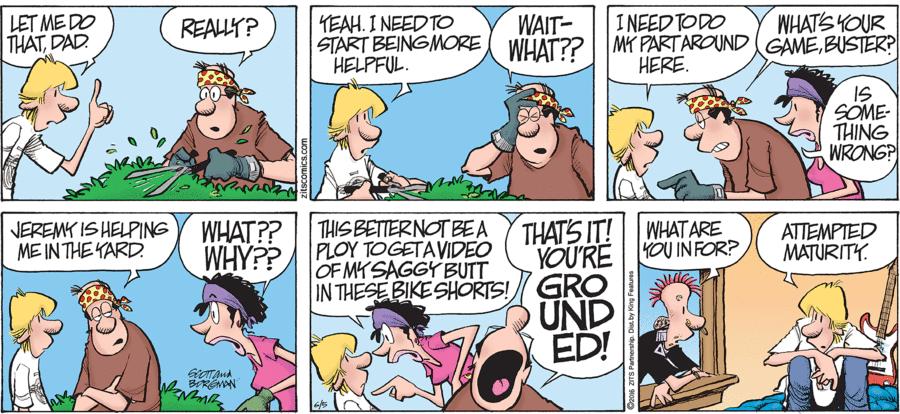 LET ME DO
THAT, DAD.
REALLY?
zitscomics.com
YEAH. I NEED TO
START BEING MORE
HELPFUL.
WAIT-
WHAT??
I NEED TO DO
MY PART AROUND
HERE.
WHAT'S YOUR
GAME, BUSTER?
IS
SOME-
THING
WRONG?
JEREMY IS HELPING
ME IN THE YARD.
WHAT??
WHY??
SCOTT AND
BORGMAN
THIS BETTER NOT BE A
PLOY TO GET A VIDEO
OF MY SAGGY BUTT
IN THESE BIKE SHORTS!
THAT'S IT!
YOU'RE
GRO
UND
ED!
6/5
©2016 ZITS Partnership. Dist. by King Features
WHAT ARE
YOU IN FOR?
ATTEMPTED
MATURITY.